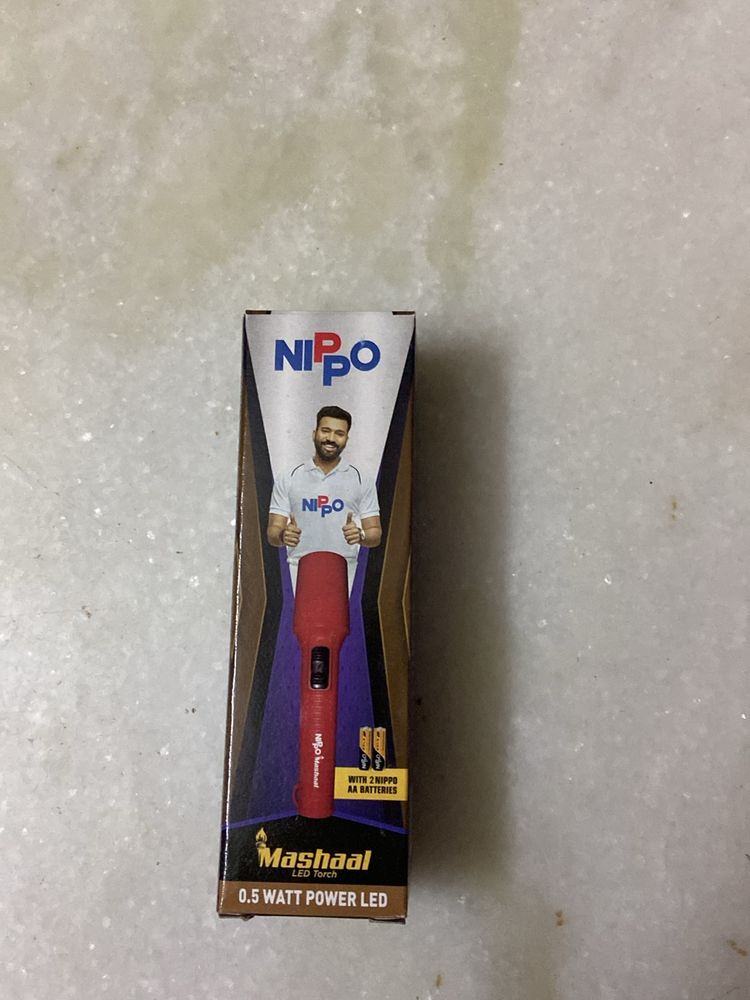 NIPPO
NIPPO
NIPPO Mashaal
WITH 2 NIPPO
AA BATTERIES
Mashaal
LED Torch
0.5 WATT POWER LED